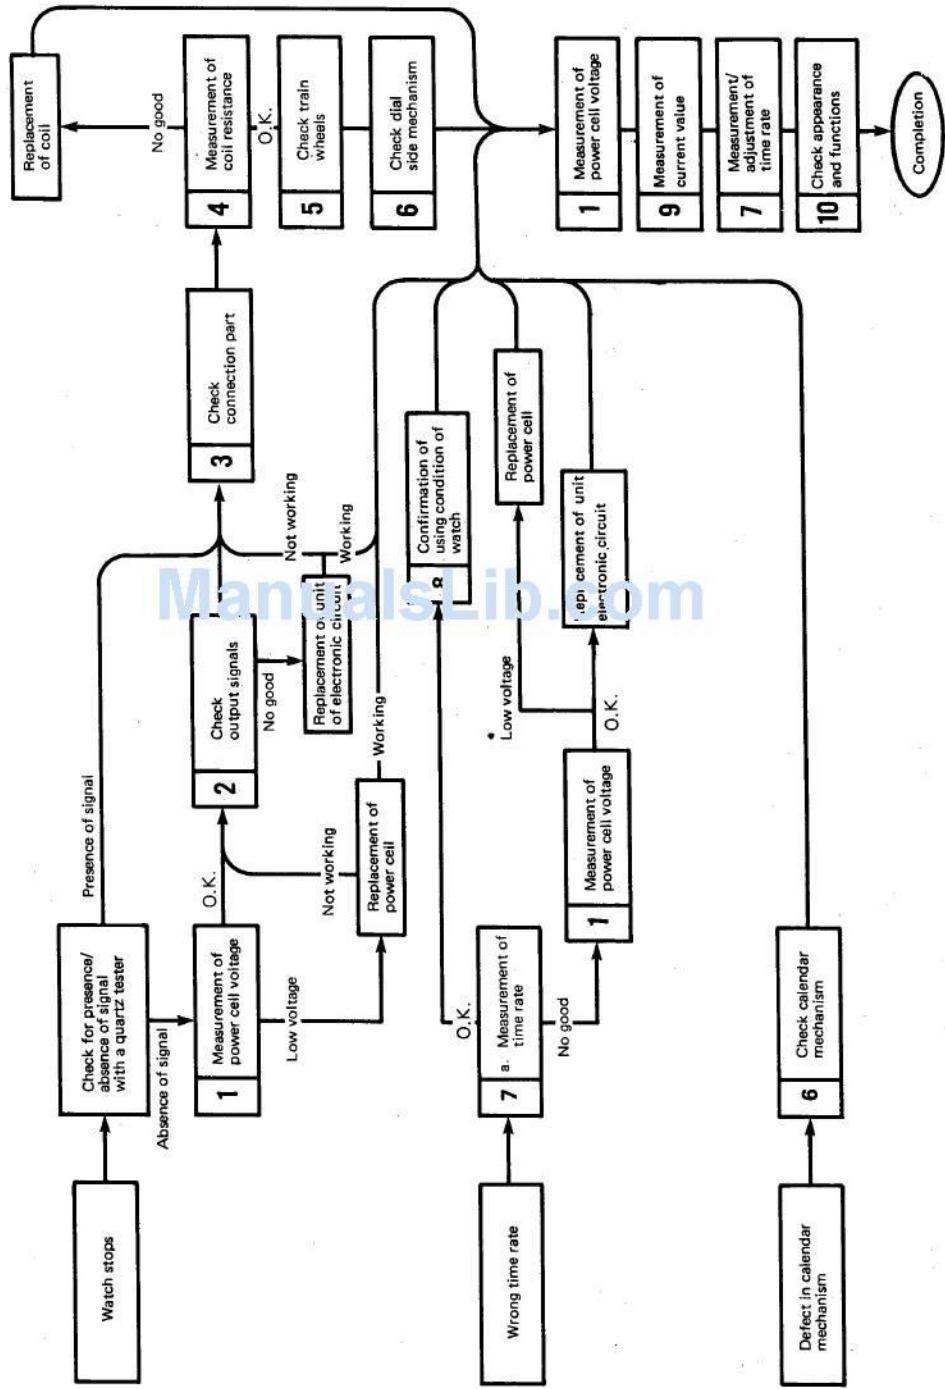 Watch stops
Check for presence/
absence of signal
with a quartz tester
Presence of signal
Absence of signal
1
Measurement of
power cell voltage
O.K.
Low voltage
Replacement of
power cell
Not working
Working
2
Check
output signals
No good
Replacement of unit
of electronic circuit
Not working
Working
3
Check
connection part
4
Measurement of
coil resistance
No good
Replacement
of coil
O.K.
5
Check train
wheels
6
Check dial
side mechanism
Wrong time rate
7
a. Measurement of
time rate
O.K.
No good
8
Confirmation of
using condition of
watch
1
Measurement of
power cell voltage
* Low voltage
O.K.
Replacement of
power cell
of unit
electronic circuit
Defect in calendar
mechanism
6
Check calendar
mechanism
1
Measurement of
power cell voltage
9
Measurement of
current value
7
Measurement/
adjustment of
time rate
10
Check appearance
and functions
Completion
ManualsLib.com